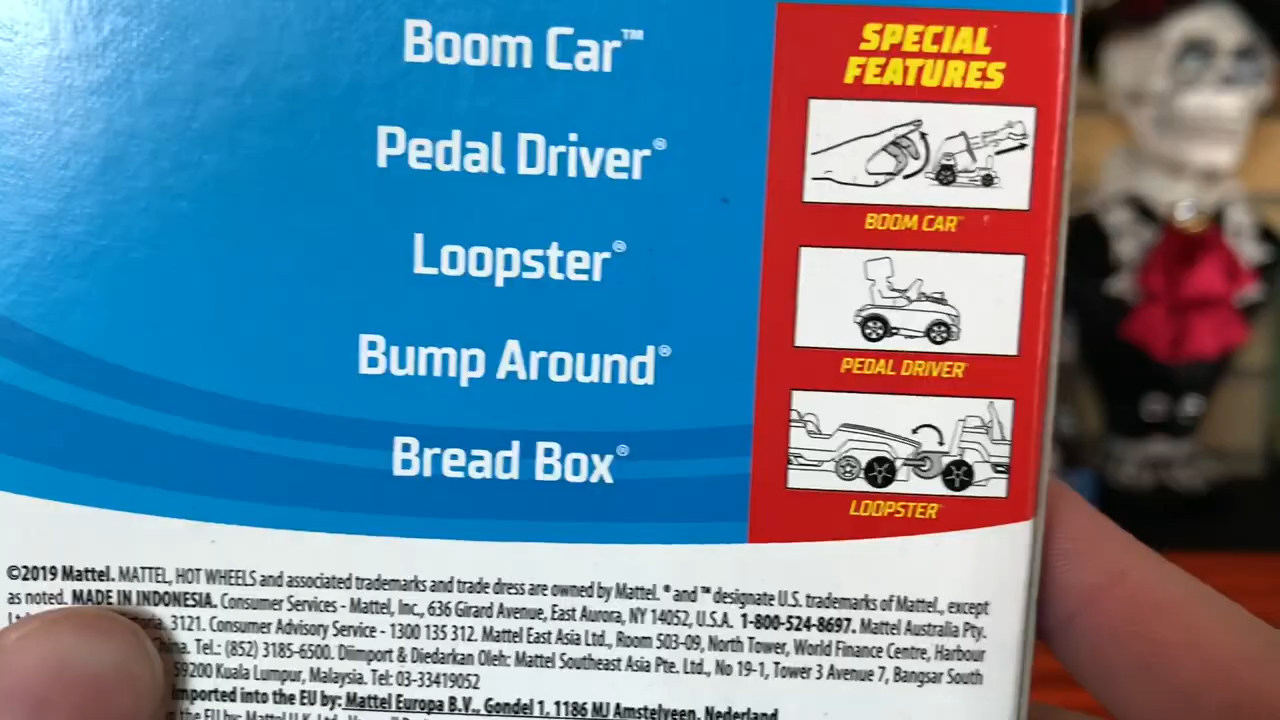 Boom Car™
Pedal Driver®
Loopster®
Bump Around®
Bread Box®
SPECIAL
FEATURES
BOOM CAR™
PEDAL DRIVER
LOOPSTER
©2019 Mattel. MATTEL, HOT WHEELS and associated trademarks and trade dress are owned by Mattel. ® and ™ designate U.S. trademarks of Mattel, except
as noted. MADE IN INDONESIA. Consumer Services - Mattel, Inc., 636 Girard Avenue, East Aurora, NY 14052, U.S.A. 1-800-524-8697. Mattel Australia Pty.
3121. Consumer Advisory Service - 1300 135 312. Mattel East Asia Ltd., Room 503-09, North Tower, World Finance Centre, Harbour
Tel.: (852) 3185-6500. Diimport & Diedarkan Oleh: Mattel Southeast Asia Pte. Ltd., No 19-1, Tower 3 Avenue 7, Bangsar South
59200 Kuala Lumpur, Malaysia. Tel: 03-33419052
Imported into the EU by: Mattel Europa B.V., Gondel 1, 1186 MJ Amstelveen, Nederland